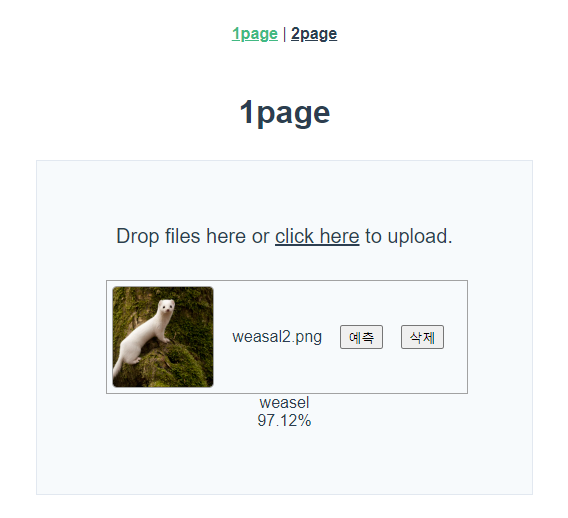 1page | 2page
1page
Drop files here or click here to upload.
weasal2.png 예측 삭제
weasel
97.12%